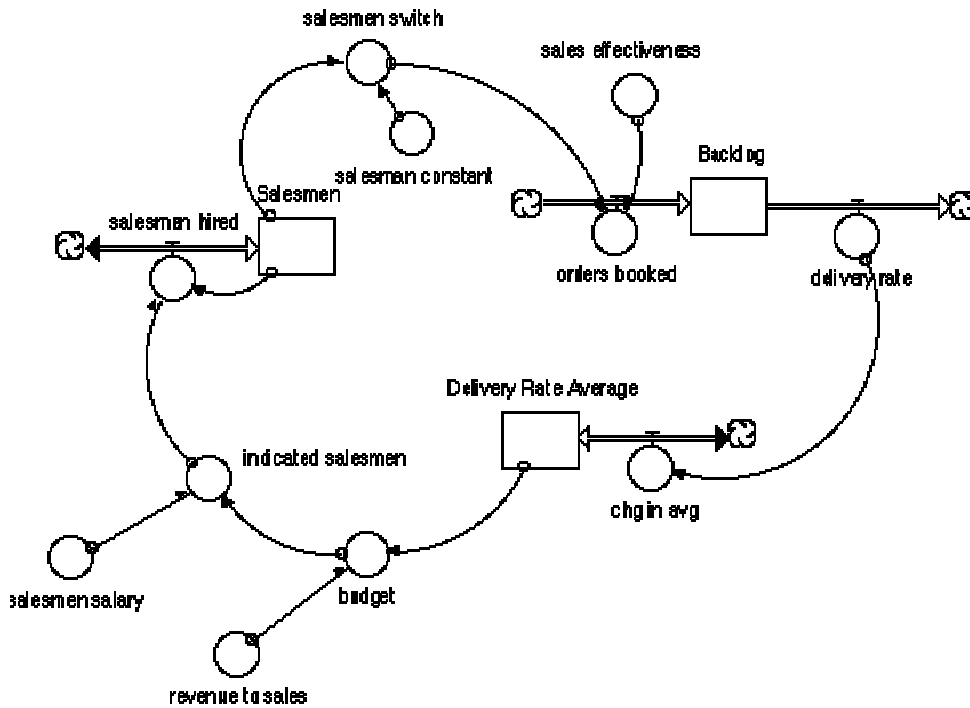 salesmen switch
sales effectiveness
salesman constant
Backlog
Salesmen
salesmen hired
orders booked
delivery rate
Delivery Rate Average
indicated salesmen
chg in avg
salesmen salary
budget
revenue to sales